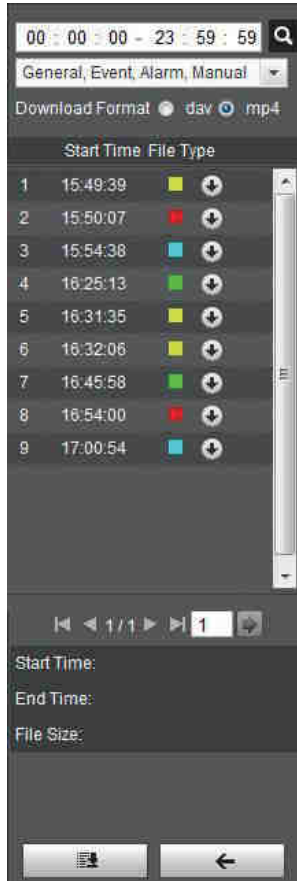 00 : 00 : 00 - 23 : 59 : 59
General, Event, Alarm, Manual
Download Format dav mp4
Start Time File Type
1 15:49:39
2 15:50:07
3 15:54:38
4 16:25:13
5 16:31:35
6 16:32:06
7 16:45:58
8 16:54:00
9 17:00:54
1 / 1 1
Start Time:
End Time:
File Size: